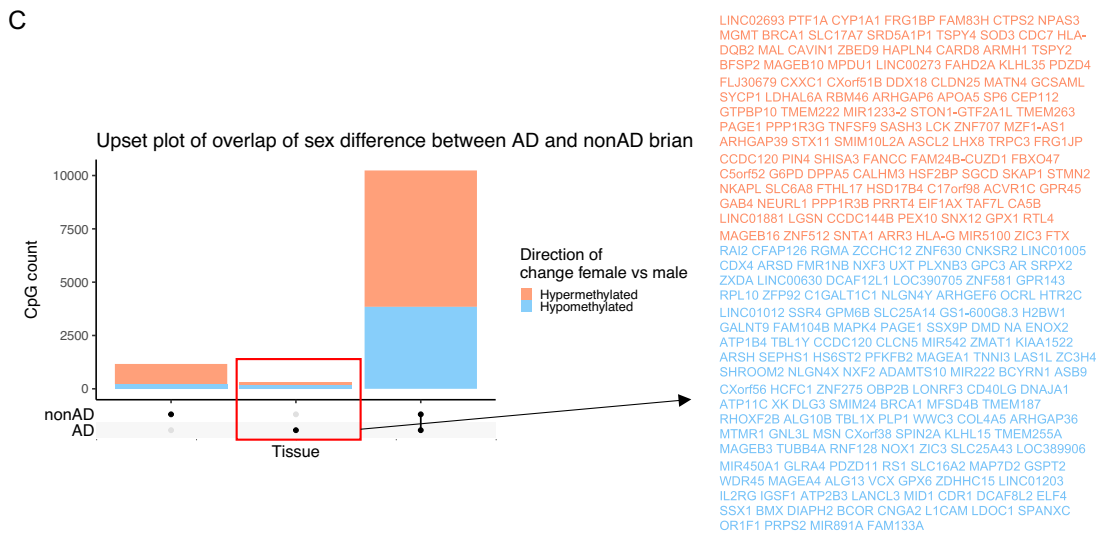 C
Upset plot of overlap of sex difference between AD and nonAD brian
10000
7500
5000
2500
0
CpG count
nonAD
AD
Tissue
Direction of
change female vs male
Hypermethylated
Hypomethylated
LINC02693 PTF1A CYP1A1 FRG1BP FAM83H CTPS2 NPAS3
MGMT BRCA1 SLC17A7 SRD5A1P1 TSPY4 SOD3 CDC7 HLA-
DQB2 MAL CAVIN1 ZBED9 HAPLN4 CARD8 ARMH1 TSPY2
BFSP2 MAGEB10 MPDU1 LINC00273 FAHD2A KLHL35 PDZD4
FLJ30679 CXXC1 CXorf51B DDX18 CLDN25 MATN4 GCSAML
SYCP1 LDHAL6A RBM46 ARHGAP6 APOA5 SP6 CEP112
GTPBP10 TMEM222 MIR1233-2 STON1-GTF2A1L TMEM263
PAGE1 PPP1R3G TNFSF9 SASH3 LCK ZNF707 MZF1-AS1
ARHGAP39 STX11 SMIM10L2A ASCL2 LHX8 TRPC3 FRG1JP
CCDC120 PIN4 SHISA3 FANCC FAM24B-CUZD1 FBXO47
C5orf52 G6PD DPPA5 CALHM3 HSF2BP SGCD SKAP1 STMN2
NKAPL SLC6A8 FTHL17 HSD17B4 C17orf98 ACVR1C GPR45
GAB4 NEURL1 PPP1R3B PRRT4 EIF1AX TAF7L CA5B
LINC01881 LGSN CCDC144B PEX10 SNX12 GPX1 RTL4
MAGEB16 ZNF512 SNTA1 ARR3 HLA-G MIR5100 ZIC3 FTX
RAI2 CFAP126 RGMA ZCCHC12 ZNF630 CNKSR2 LINC01005
CDX4 ARSD FMR1NB NXF3 UXT PLXNB3 GPC3 AR SRPX2
ZXDA LINC00630 DCAF12L1 LOC390705 ZNF581 GPR143
RPL10 ZFP92 C1GALT1C1 NLGN4Y ARHGEF6 OCRL HTR2C
LINC01012 SSR4 GPM6B SLC25A14 GS1-600G8.3 H2BW1
GALNT9 FAM104B MAPK4 PAGE1 SSX9P DMD NA ENOX2
ATP1B4 TBL1Y CCDC120 CLCN5 MIR542 ZMAT1 KIAA1522
ARSH SEPHS1 HS6ST2 PFKFB2 MAGEA1 TNNI3 LAS1L ZC3H4
SHROOM2 NLGN4X NXF2 ADAMTS10 MIR222 BCYRN1 ASB9
CXorf56 HCFC1 ZNF275 OBP2B LONRF3 CD40LG DNAJA1
ATP11C XK DLG3 SMIM24 BRCA1 MFSD4B TMEM187
RHOXF2B ALG10B TBL1X PLP1 WWC3 COL4A5 ARHGAP36
MTMR1 GNL3L MSN CXorf38 SPIN2A KLHL15 TMEM255A
MAGEB3 TUBB4A RNF128 NOX1 ZIC3 SLC25A43 LOC389906
MIR450A1 GLRA4 PDZD11 RS1 SLC16A2 MAP7D2 GSPT2
WDR45 MAGEA4 ALG13 VCX GPX6 ZDHHC15 LINC01203
IL2RG IGSF1 ATP2B3 LANCL3 MID1 CDR1 DCAF8L2 ELF4
SSX1 BMX DIAPH2 BCOR CNGA2 L1CAM LDOC1 SPANXC
OR1F1 PRPS2 MIR891A FAM133A